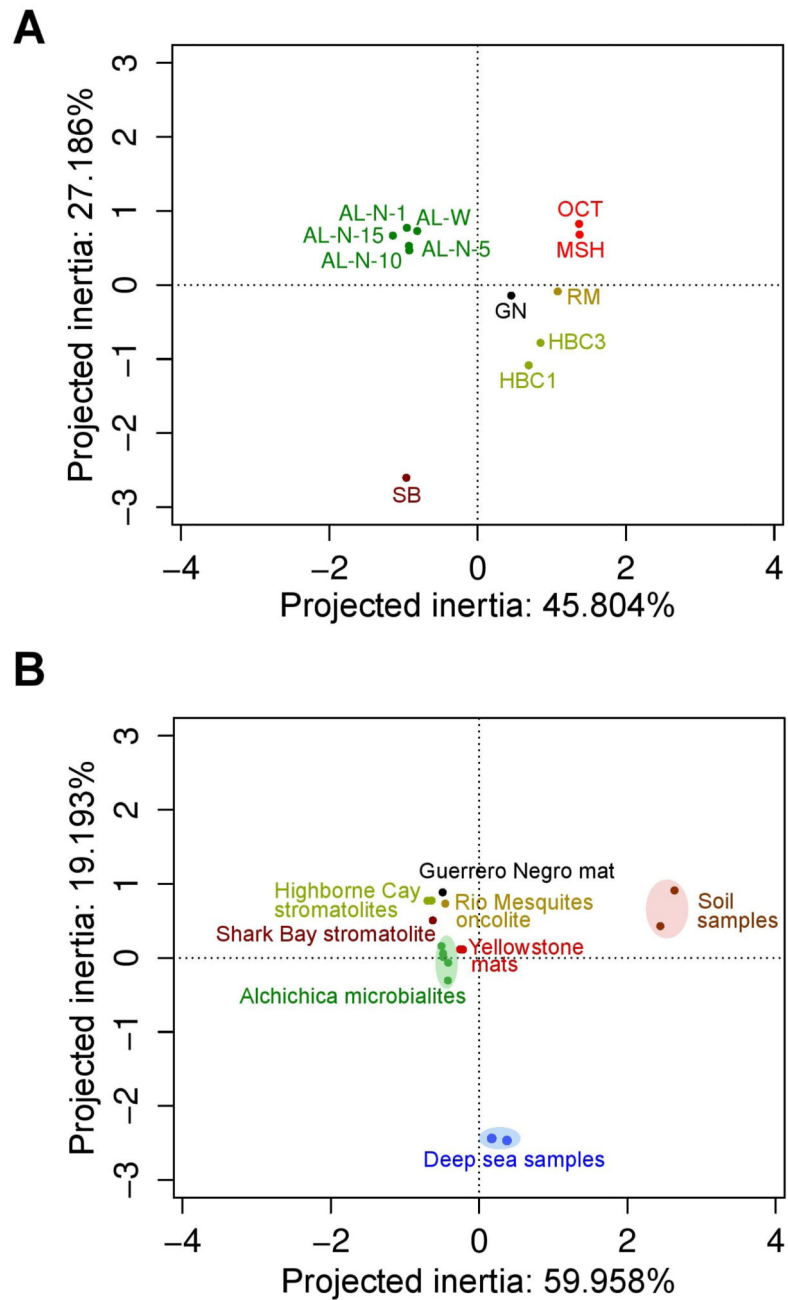 A
Projected inertia: 27.186%
3
2
1
0
−1
−2
−3
AL-N-1
AL-W
AL-N-15
AL-N-5
AL-N-10
OCT
MSH
RM
GN
HBC3
HBC1
SB
−4
−2
0
2
4
Projected inertia: 45.804%
B
Projected inertia: 19.193%
3
2
1
0
−1
−2
−3
Guerrero Negro mat
Highborne Cay
stromatolites
Rio Mesquites
oncolite
Shark Bay stromatolite
Yellowstone
mats
Alchichica microbialites
Soil
samples
Deep sea samples
−4
−2
0
2
4
Projected inertia: 59.958%